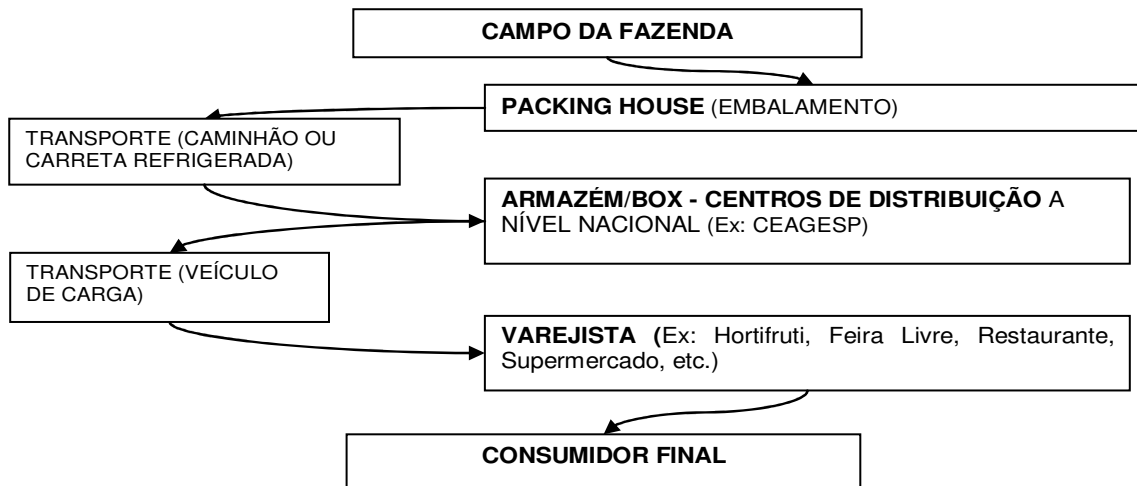 CAMPO DA FAZENDA
PACKING HOUSE (EMBALAMENTO)
TRANSPORTE (CAMINHÃO OU
CARRETA REFRIGERADA)
ARMAZÉM/BOX - CENTROS DE DISTRIBUIÇÃO A
NÍVEL NACIONAL (Ex: CEAGESP)
TRANSPORTE (VEÍCULO
DE CARGA)
VAREJISTA (Ex: Hortifruti, Feira Livre, Restaurante,
Supermercado, etc.)
CONSUMIDOR FINAL